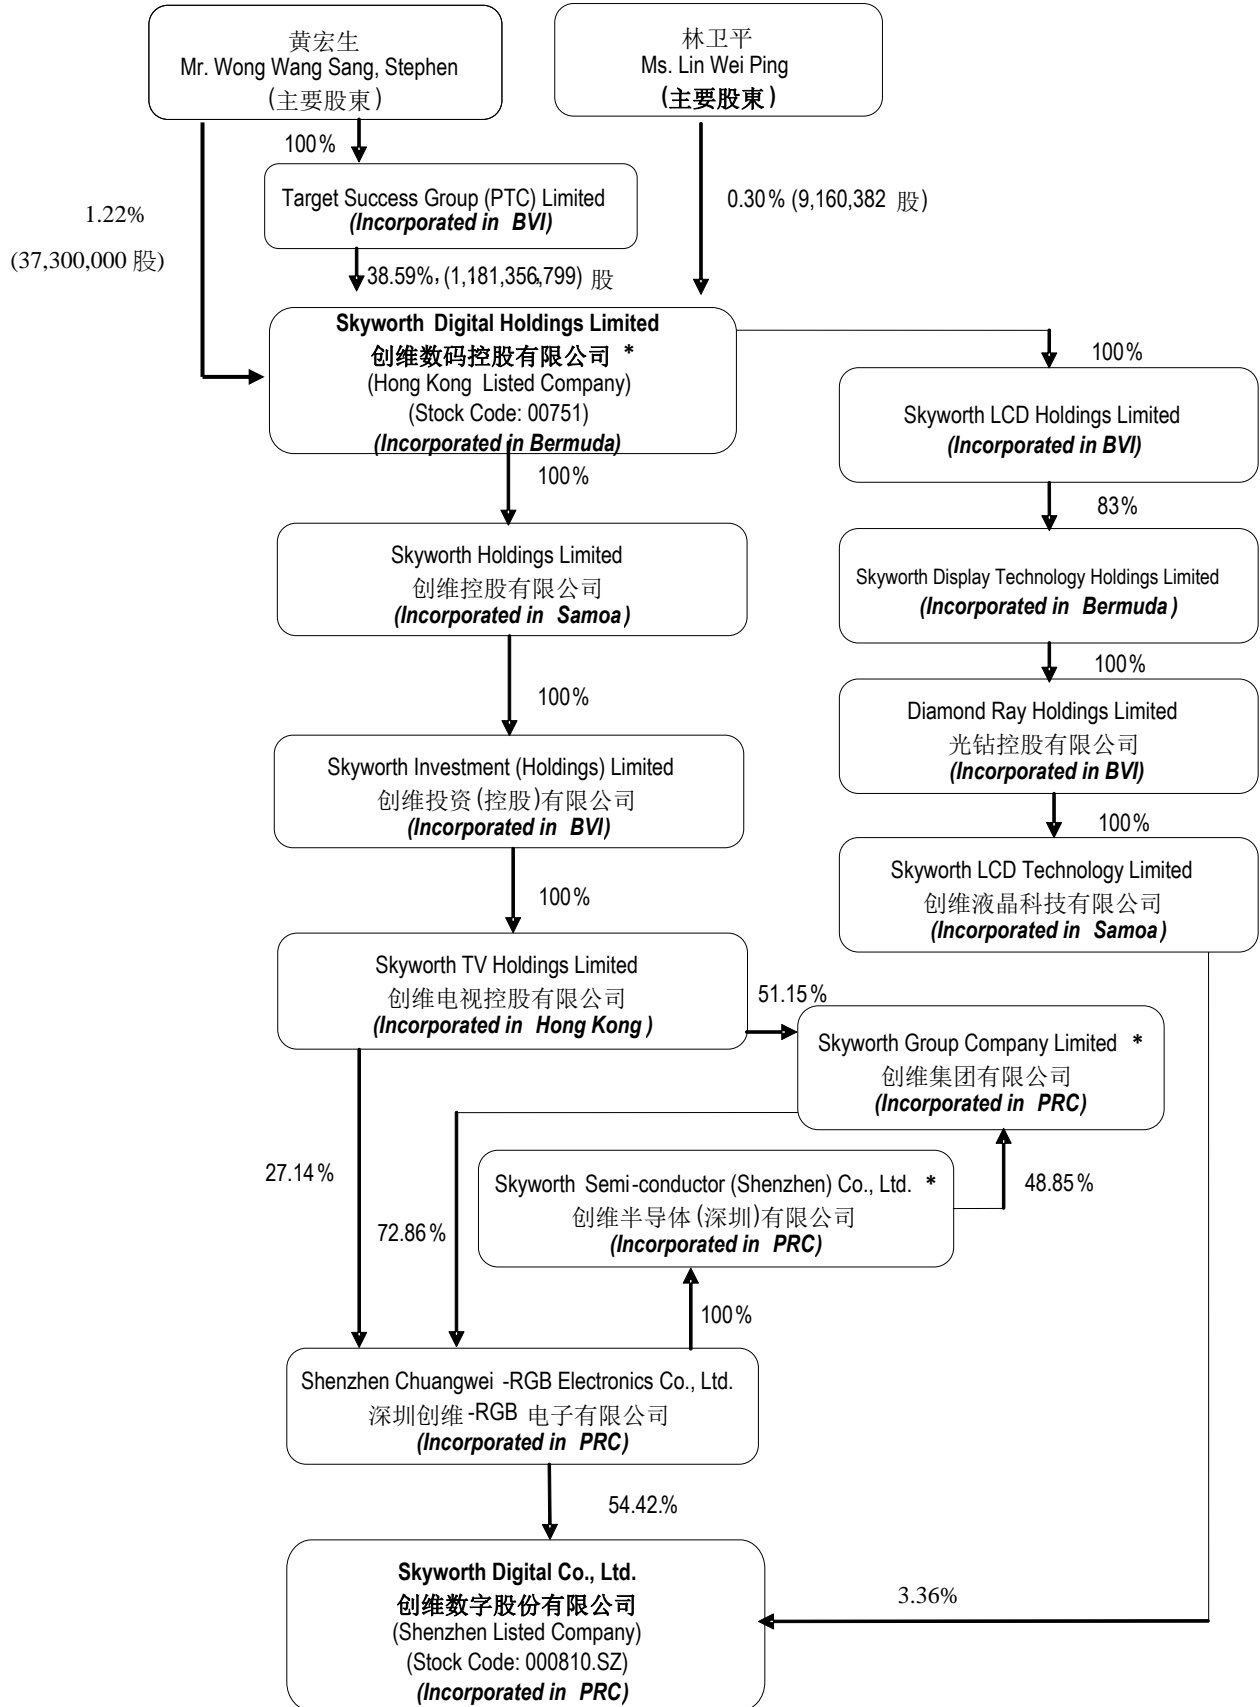 黄宏生
Mr. Wong Wang Sang, Stephen
(主要股東)
林卫平
Ms. Lin Wei Ping
(主要股東)
100%
Target Success Group (PTC) Limited
(Incorporated in BVI)
1.22%
(37,300,000 股)
0.30% (9,160,382 股)
38.59%, (1,181,356,799) 股
Skyworth Digital Holdings Limited
创维数码控股有限公司 *
(Hong Kong Listed Company)
(Stock Code: 00751)
(Incorporated in Bermuda)
100%
Skyworth LCD Holdings Limited
(Incorporated in BVI)
100%
83%
Skyworth Holdings Limited
创维控股有限公司
(Incorporated in Samoa)
Skyworth Display Technology Holdings Limited
(Incorporated in Bermuda)
100%
100%
Diamond Ray Holdings Limited
光钻控股有限公司
(Incorporated in BVI)
Skyworth Investment (Holdings) Limited
创维投资(控股)有限公司
(Incorporated in BVI)
100%
Skyworth LCD Technology Limited
创维液晶科技有限公司
(Incorporated in Samoa)
100%
Skyworth TV Holdings Limited
创维电视控股有限公司
(Incorporated in Hong Kong)
51.15%
Skyworth Group Company Limited *
创维集团有限公司
(Incorporated in PRC)
27.14%
72.86%
Skyworth Semi-conductor (Shenzhen) Co., Ltd. *
创维半导体(深圳)有限公司
(Incorporated in PRC)
48.85%
100%
Shenzhen Chuangwei -RGB Electronics Co., Ltd.
深圳创维-RGB 电子有限公司
(Incorporated in PRC)
54.42%
Skyworth Digital Co., Ltd.
创维数字股份有限公司
(Shenzhen Listed Company)
(Stock Code: 000810.SZ)
(Incorporated in PRC)
3.36%